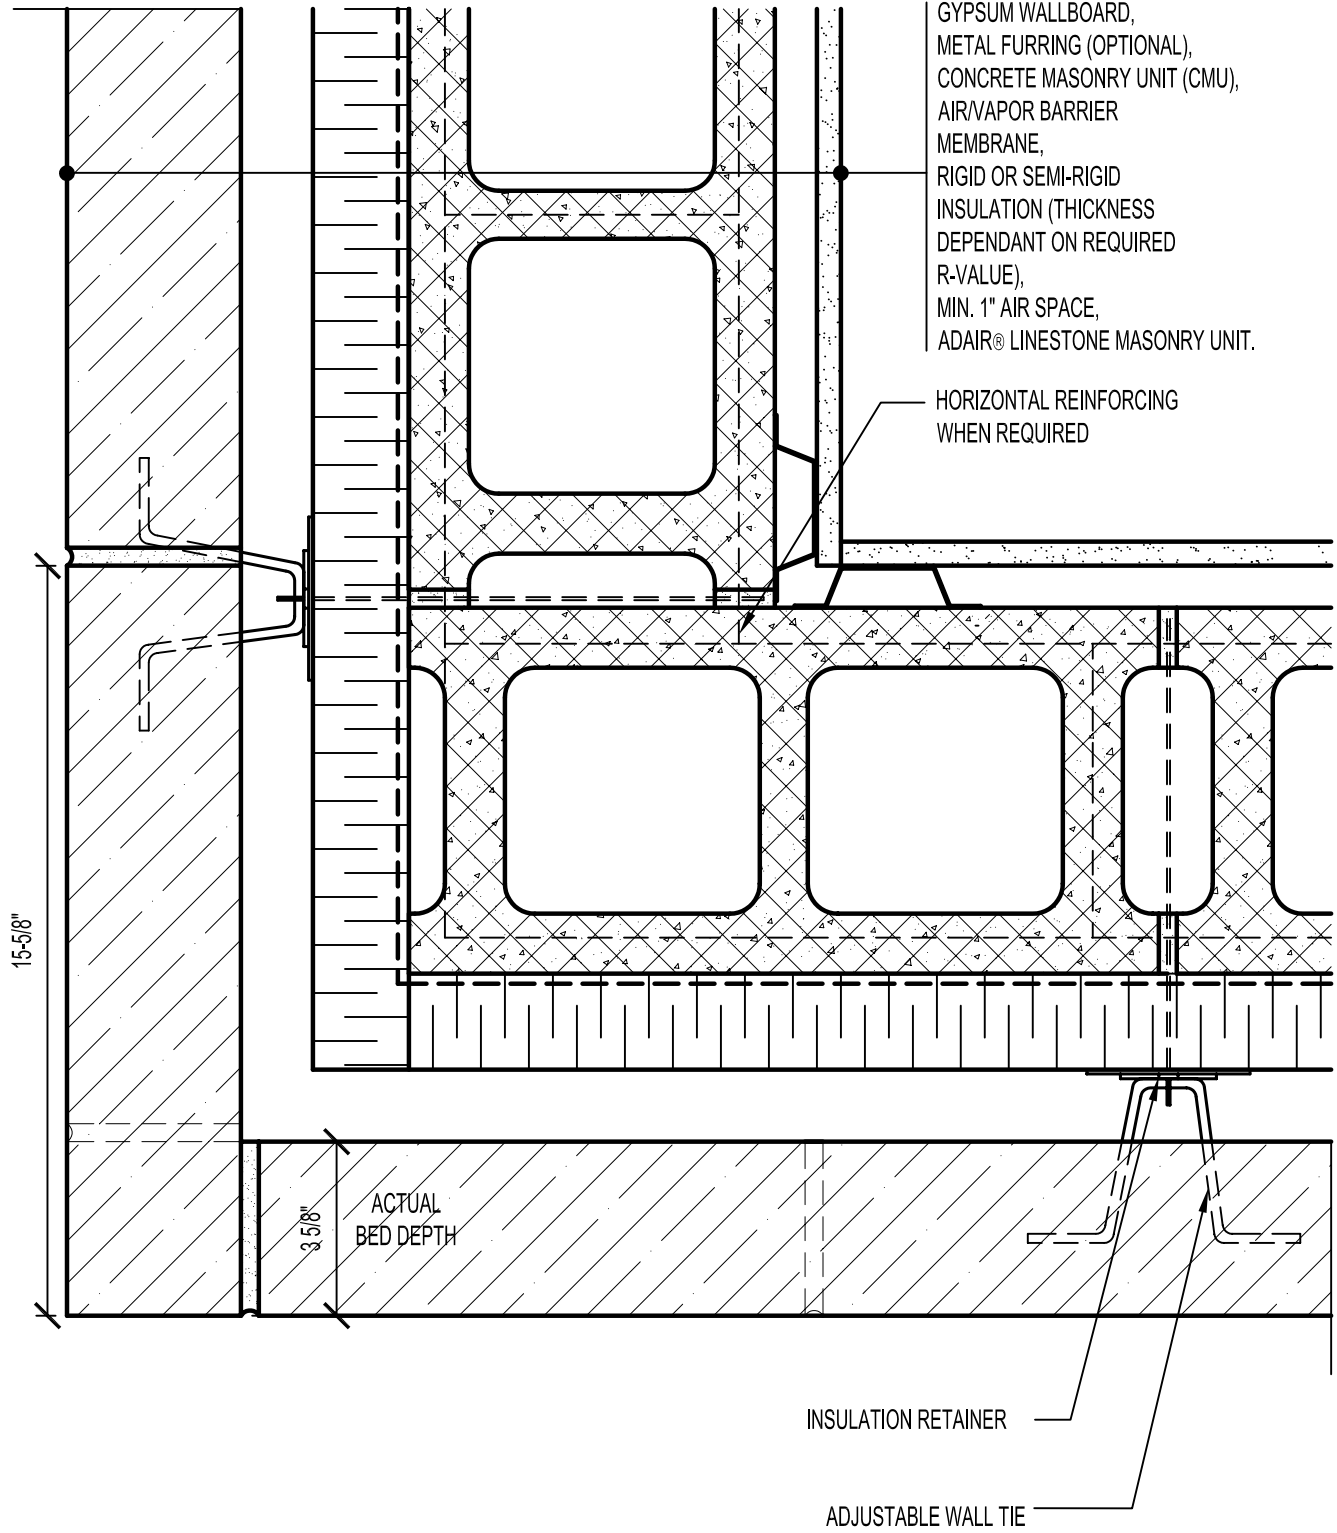 GYPSUM WALLBOARD,
METAL FURRING (OPTIONAL),
CONCRETE MASONRY UNIT (CMU),
AIR/VAPOR BARRIER
MEMBRANE,
RIGID OR SEMI-RIGID
INSULATION (THICKNESS
DEPENDANT ON REQUIRED
R-VALUE),
MIN. 1" AIR SPACE,
ADAIR® LINESTONE MASONRY UNIT.
HORIZONTAL REINFORCING
WHEN REQUIRED
15-5/8"
3 5/8"
ACTUAL
BED DEPTH
INSULATION RETAINER
ADJUSTABLE WALL TIE